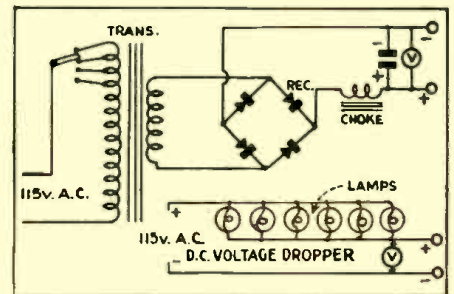 TRANS.
-
-
V
+
REC.
+
CHOKE
115v. A.C.
LAMPS
+
115v. A.C.
+
D.C. VOLTAGE DROPPER
V
-
-